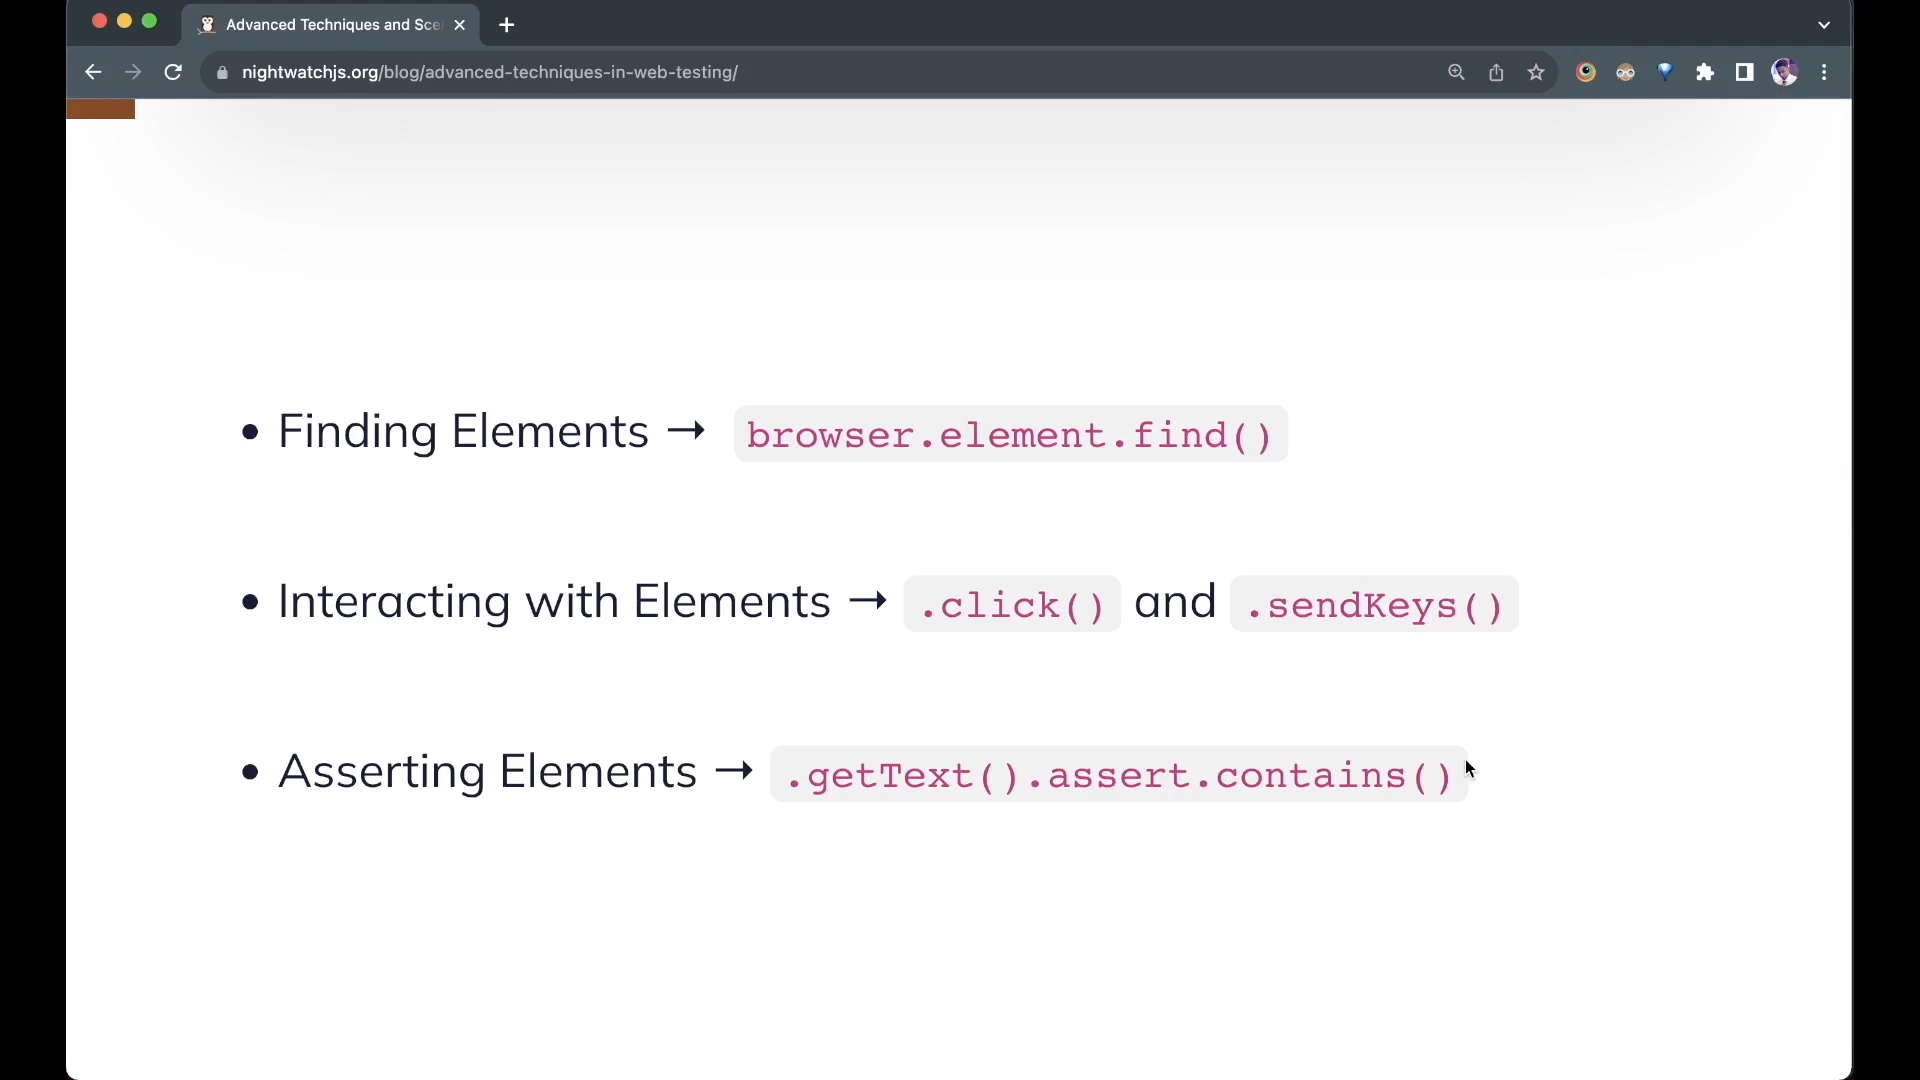 Advanced Techniques and Sce
nightwatchjs.org/blog/advanced-techniques-in-web-testing/
• Finding Elements → browser.element.find()
• Interacting with Elements → .click() and .sendKeys()
• Asserting Elements → .getText().assert.contains()